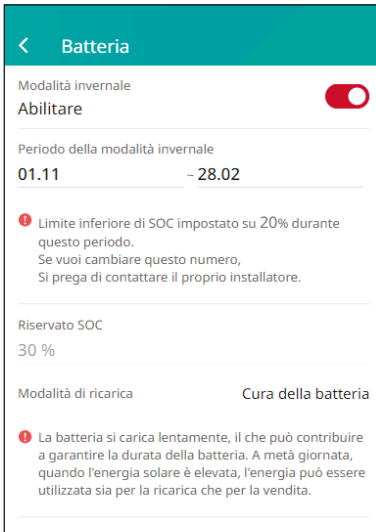 Batteria
Modalità invernale
Abilitare
Periodo della modalità invernale
01.11 – 28.02
Limite inferiore di SOC impostato su 20% durante
questo periodo.
Se vuoi cambiare questo numero,
Si prega di contattare il proprio installatore.
Riservato SOC
30 %
Modalità di ricarica Cura della batteria
La batteria si carica lentamente, il che può contribuire
a garantire la durata della batteria. A metà giornata,
quando l'energia solare è elevata, l'energia può essere
utilizzata sia per la ricarica che per la vendita.